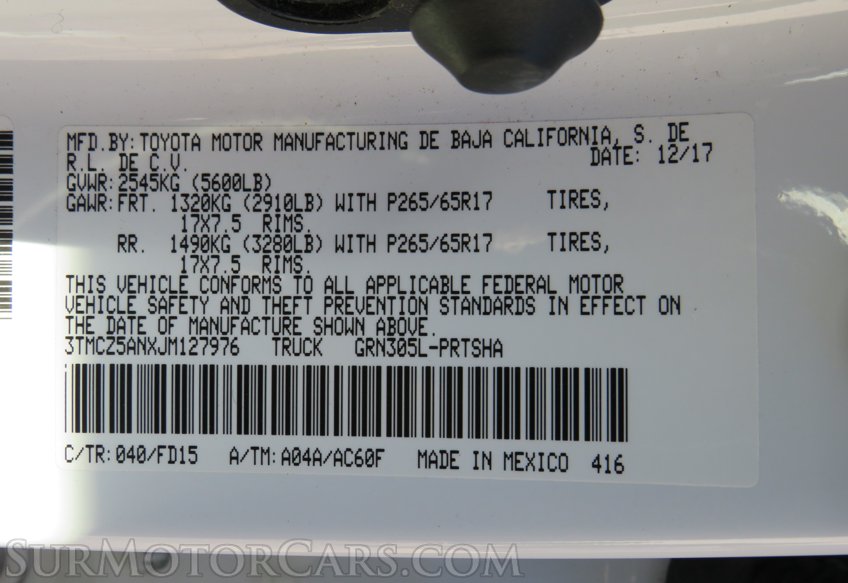 MFD.BY:TOYOTA MOTOR MANUFACTURING DE BAJA CALIFORNIA, S. DE
R.L. DE C.V. DATE: 12/17
GVWR:2545KG (5600LB)
GAWR:FRT. 1320KG (2910LB) WITH P265/65R17 TIRES,
17X7.5 RIMS.
RR. 1490KG (3280LB) WITH P265/65R17 TIRES,
17X7.5 RIMS.
THIS VEHICLE CONFORMS TO ALL APPLICABLE FEDERAL MOTOR
VEHICLE SAFETY AND THEFT PREVENTION STANDARDS IN EFFECT ON
THE DATE OF MANUFACTURE SHOWN ABOVE.
3TMCZ5ANXJM127976 TRUCK GRN305L-PRTSHA
C/TR:040/FD15 A/TM:A04A/AC60F MADE IN MEXICO 416
SurMotorCars.com